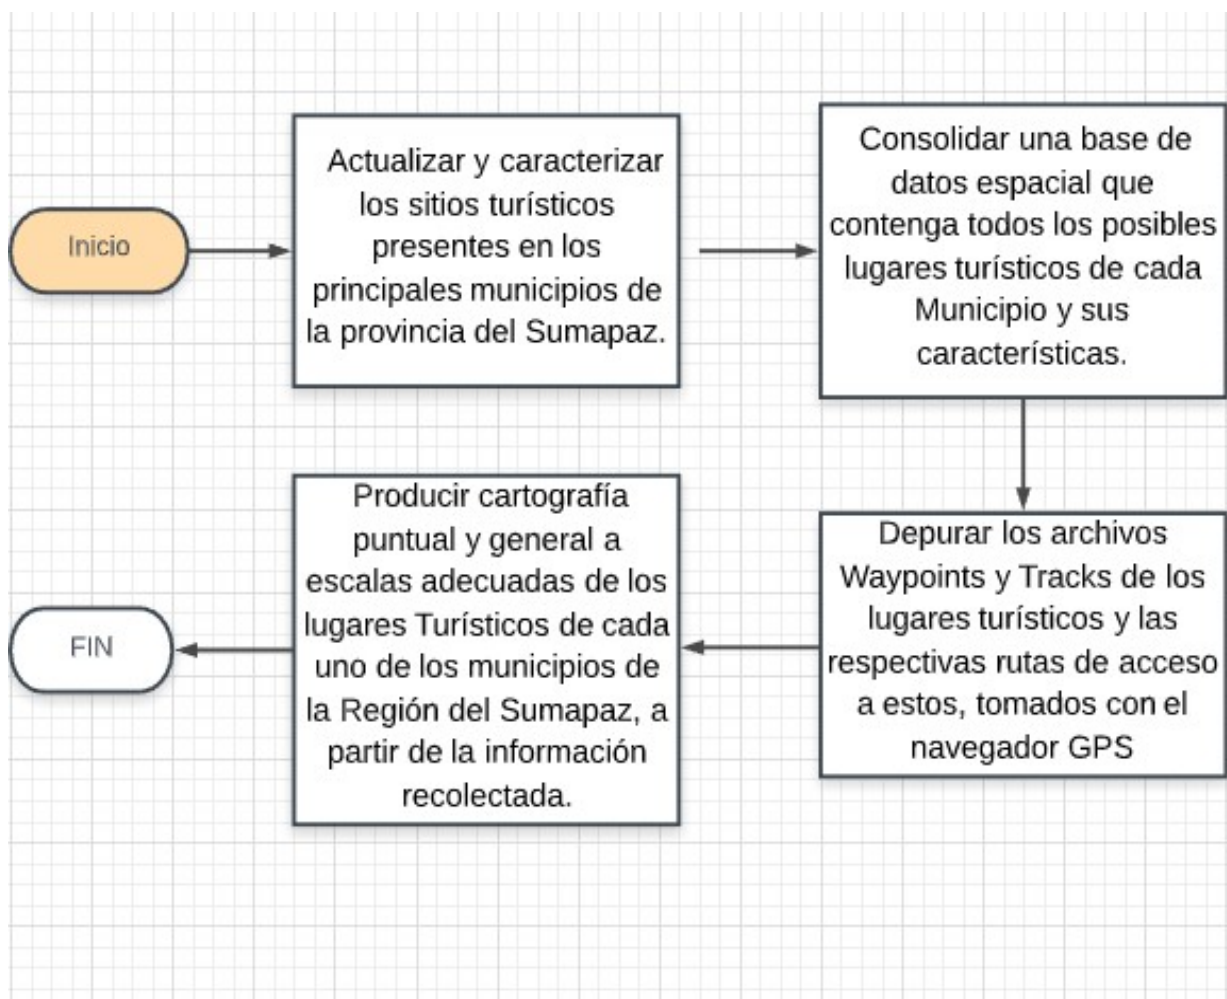 Inicio
Actualizar y caracterizar
los sitios turísticos
presentes en los
principales municipios de
la provincia del Sumapaz.
Consolidar una base de
datos espacial que
contenga todos los posibles
lugares turísticos de cada
Municipio y sus
características.
Depurar los archivos
Waypoints y Tracks de los
lugares turísticos y las
respectivas rutas de acceso
a estos, tomados con el
navegador GPS
Producir cartografía
puntual y general a
escalas adecuadas de los
lugares Turísticos de cada
uno de los municipios de
la Región del Sumapaz, a
partir de la información
recolectada.
FIN